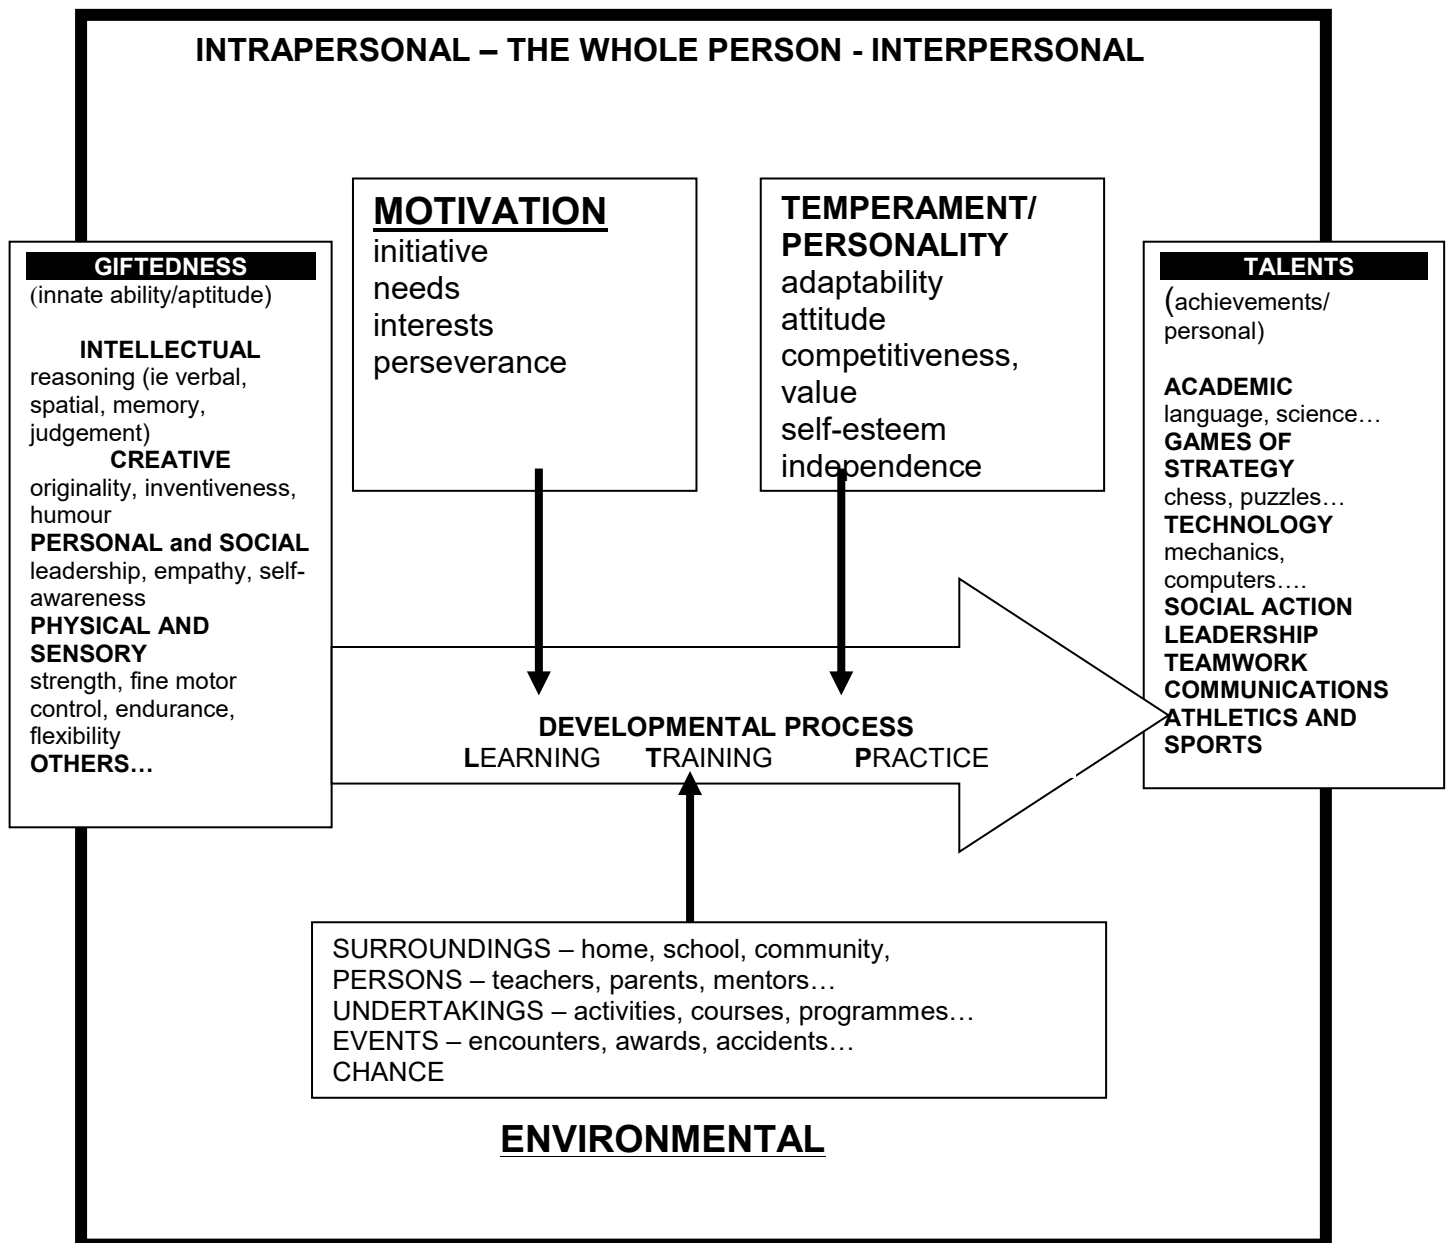 INTRAPERSONAL – THE WHOLE PERSON - INTERPERSONAL
MOTIVATION
initiative
needs
interests
perseverance
TEMPERAMENT/
PERSONALITY
adaptability
attitude
competitiveness,
value
self-esteem
independence
GIFTEDNESS
(innate ability/aptitude)
INTELLECTUAL
reasoning (ie verbal,
spatial, memory,
judgement)
CREATIVE
originality, inventiveness,
humour
PERSONAL and SOCIAL
leadership, empathy, self-
awareness
PHYSICAL AND
SENSORY
strength, fine motor
control, endurance,
flexibility
OTHERS…
DEVELOPMENTAL PROCESS
LEARNING TRAINING PRACTICE
TALENTS
(achievements/
personal)
ACADEMIC
language, science…
GAMES OF
STRATEGY
chess, puzzles…
TECHNOLOGY
mechanics,
computers….
SOCIAL ACTION
LEADERSHIP
TEAMWORK
COMMUNICATIONS
ATHLETICS AND
SPORTS
SURROUNDINGS – home, school, community,
PERSONS – teachers, parents, mentors…
UNDERTAKINGS – activities, courses, programmes…
EVENTS – encounters, awards, accidents…
CHANCE
ENVIRONMENTAL